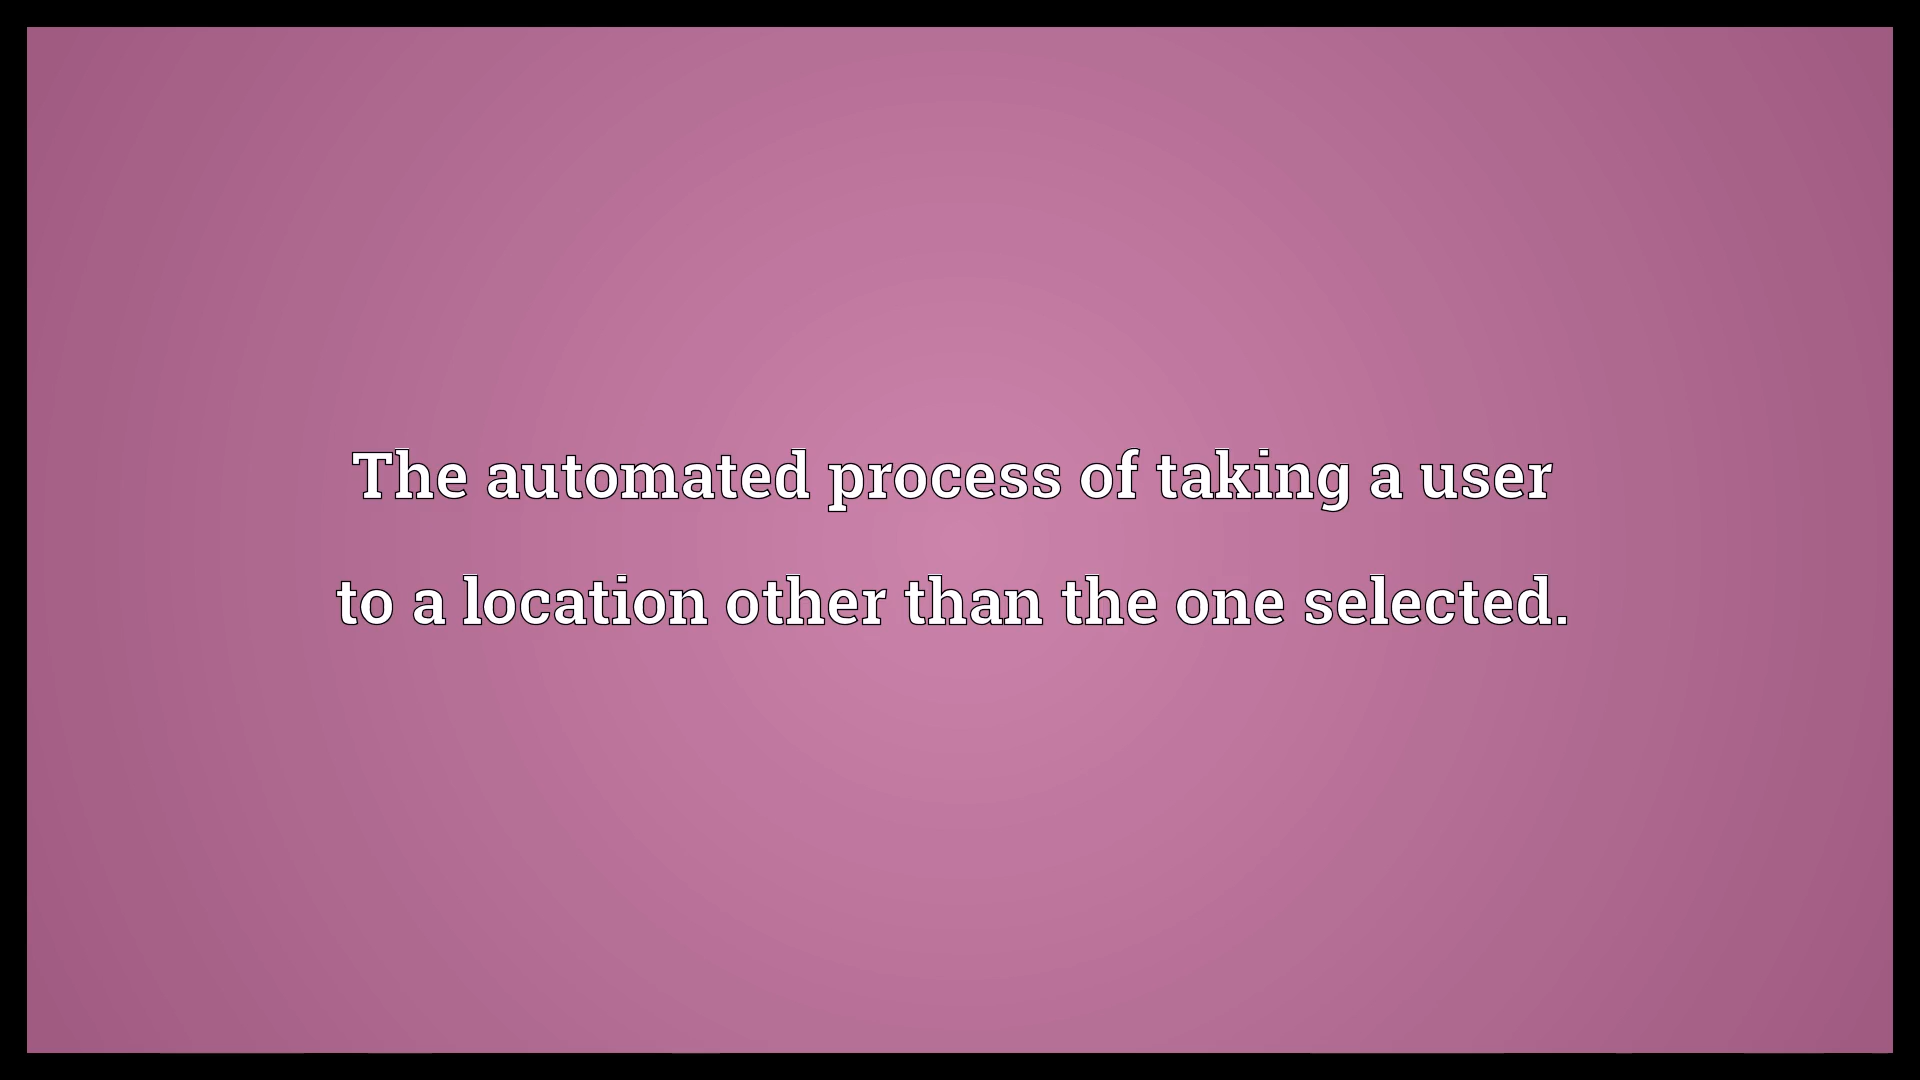 The automated process of taking a user
to a location other than the one selected.